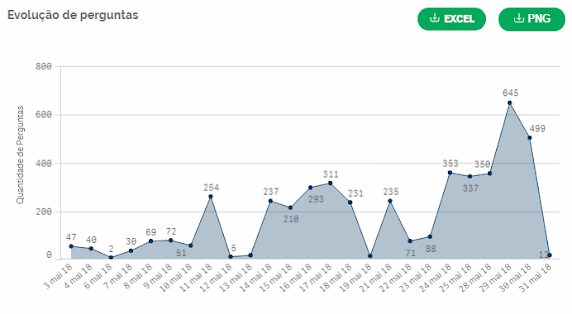 Evolução de perguntas
EXCEL
PNG
Quantidade de Perguntas
800
600
400
200
0
47
40
2
30
69
72
51
254
5
237
210
293
311
231
235
71
88
353
337
350
645
499
12
3 mai 18
4 mai 18
6 mai 18
7 mai 18
8 mai 18
9 mai 18
10 mai 18
11 mai 18
12 mai 18
13 mai 18
14 mai 18
15 mai 18
16 mai 18
17 mai 18
18 mai 18
19 mai 18
21 mai 18
22 mai 18
23 mai 18
24 mai 18
25 mai 18
28 mai 18
29 mai 18
30 mai 18
31 mai 18